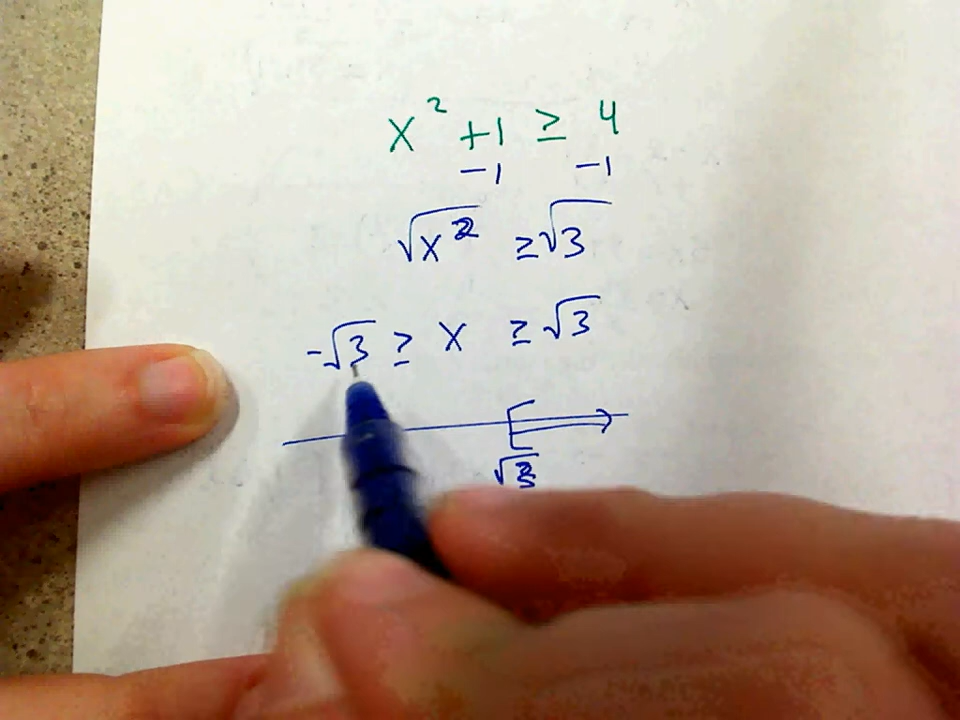 x² +1 ≥ 4
-1 -1
√x² ≥ √3
-√3 ≥ x ≥ √3
√3